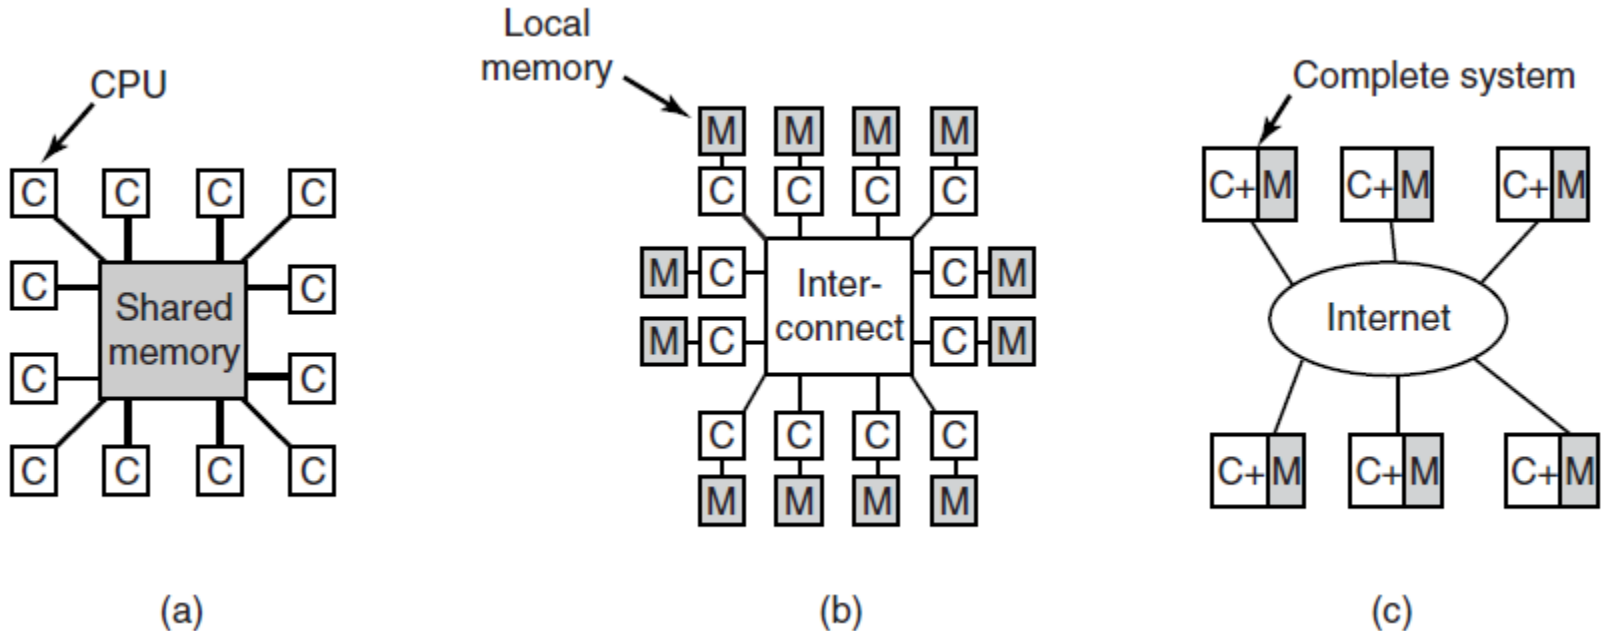 CPU
C C C C
C C
Shared
memory
C C
C C C C
(a)
Local
memory
M M M M
C C C C
M C C M
Inter-
connect
M C C M
C C C C
M M M M
(b)
Complete system
C+ M C+ M C+ M
Internet
C+ M C+ M C+ M
(c)